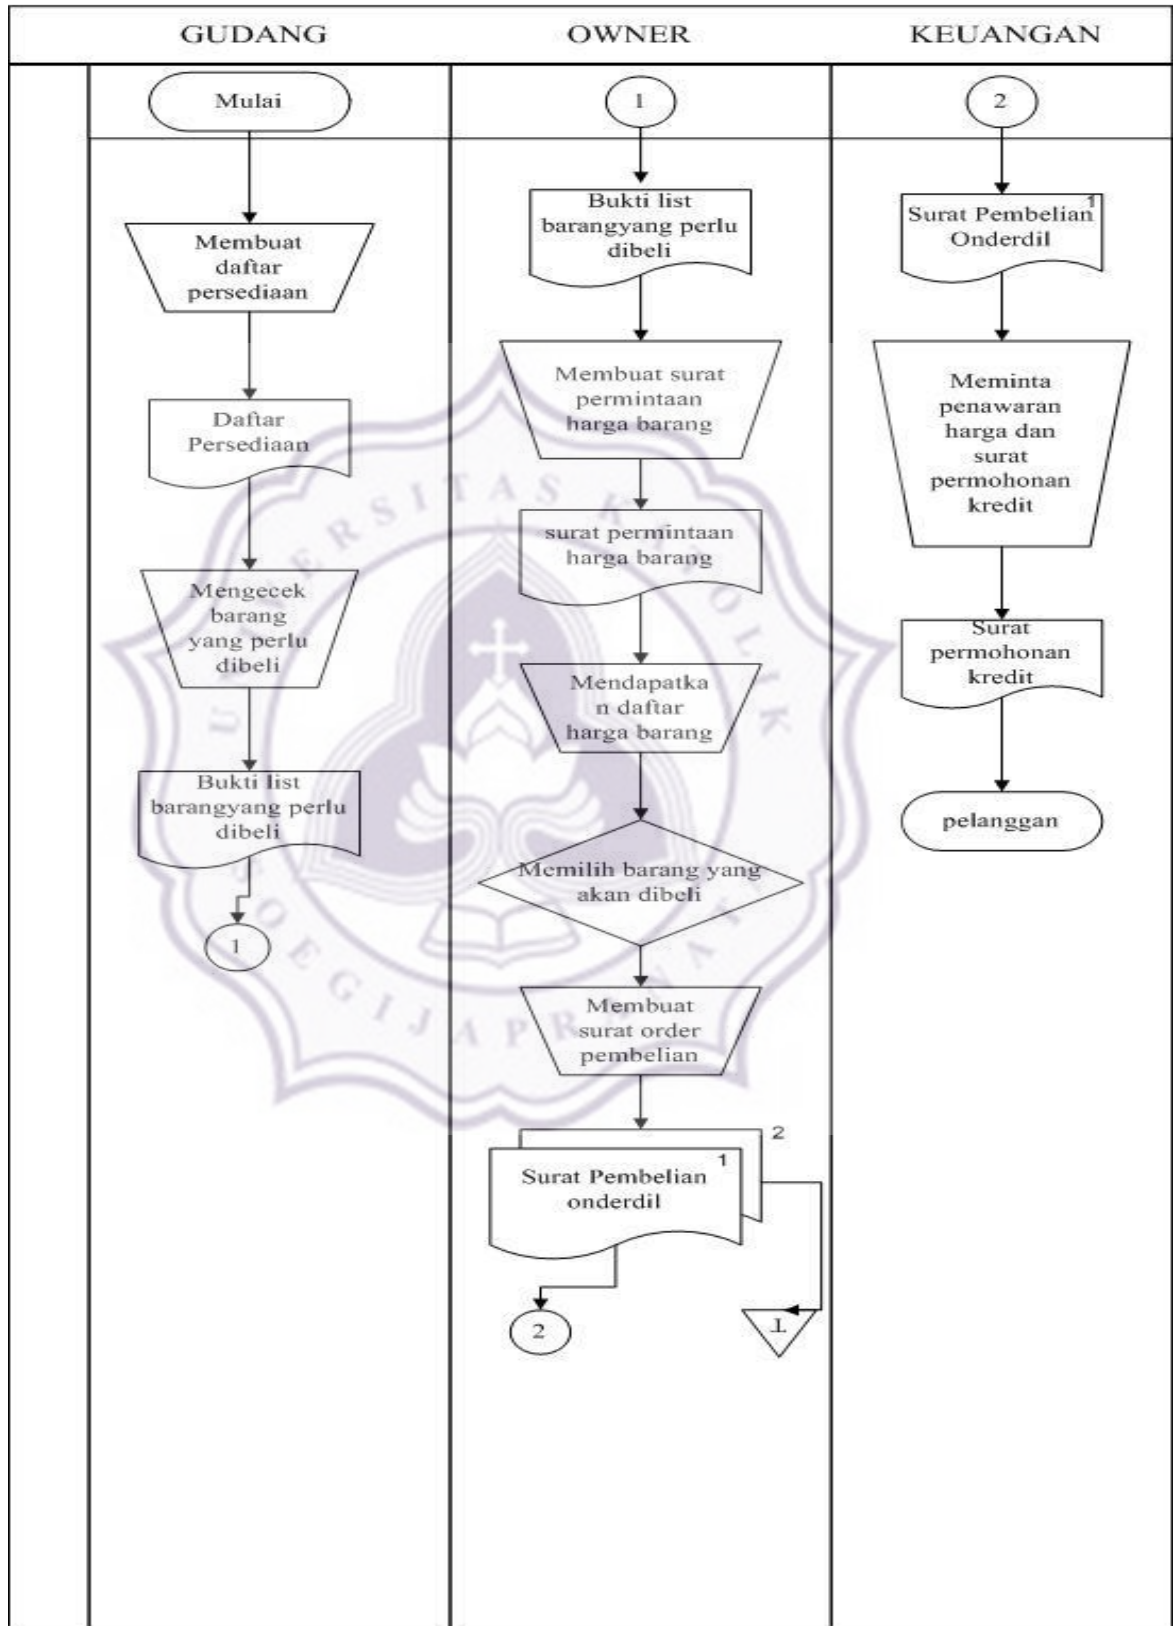 GUDANG
OWNER
KEUANGAN
Mulai
Membuat
daftar
persediaan
Daftar
Persediaan
Mengecek
barang
yang perlu
dibeli
Bukti list
barangyang perlu
dibeli
1
1
Bukti list
barangyang perlu
dibeli
Membuat surat
permintaan
harga barang
surat permintaan
harga barang
Mendapatka
n daftar
harga barang
Memilih barang yang
akan dibeli
Membuat
surat order
pembelian
2
1
Surat Pembelian
onderdil
2
T
2
1
Surat Pembelian
Onderdil
Meminta
penawaran
harga dan
surat
permohonan
kredit
Surat
permohonan
kredit
pelanggan
UNIVERSITAS KATOLIK
SOEGIJAPRANATA